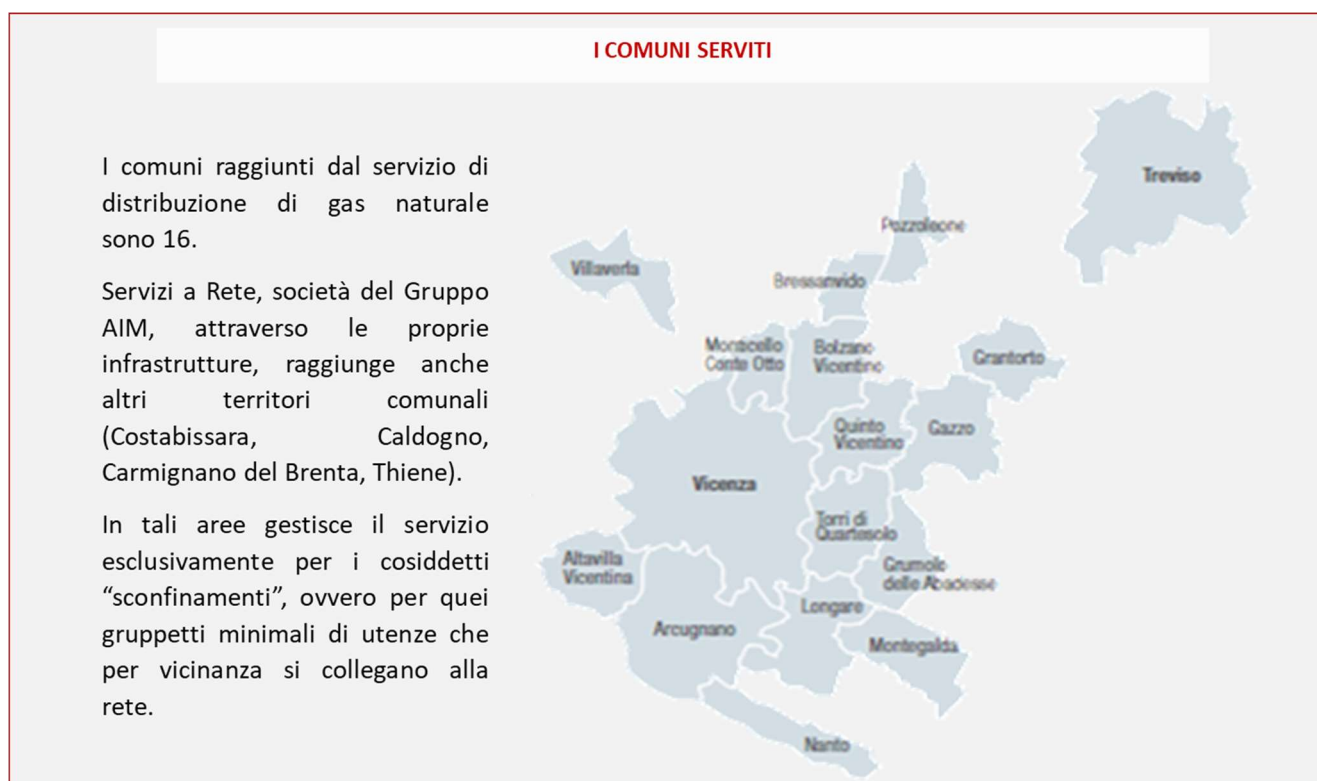 I COMUNI SERVITI
I comuni raggiunti dal servizio di
distribuzione di gas naturale
sono 16.
Servizi a Rete, società del Gruppo
AIM, attraverso le proprie
infrastrutture, raggiunge anche
altri territori comunali
(Costabissara, Caldogno,
Carmignano del Brenta, Thiene).
In tali aree gestisce il servizio
esclusivamente per i cosiddetti
“sconfinamenti”, ovvero per quei
gruppetti minimali di utenze che
per vicinanza si collegano alla
rete.
Treviso
Pozzoleone
Villaverla
Bressanvido
Monticello
Conte Otto
Bolzano
Vicentino
Grantorto
Quinto
Vicentino
Gazzo
Vicenza
Torri di
Quartesolo
Altavilla
Vicentina
Grumolo
delle Abadesse
Longare
Arcugnano
Montegalda
Nanto